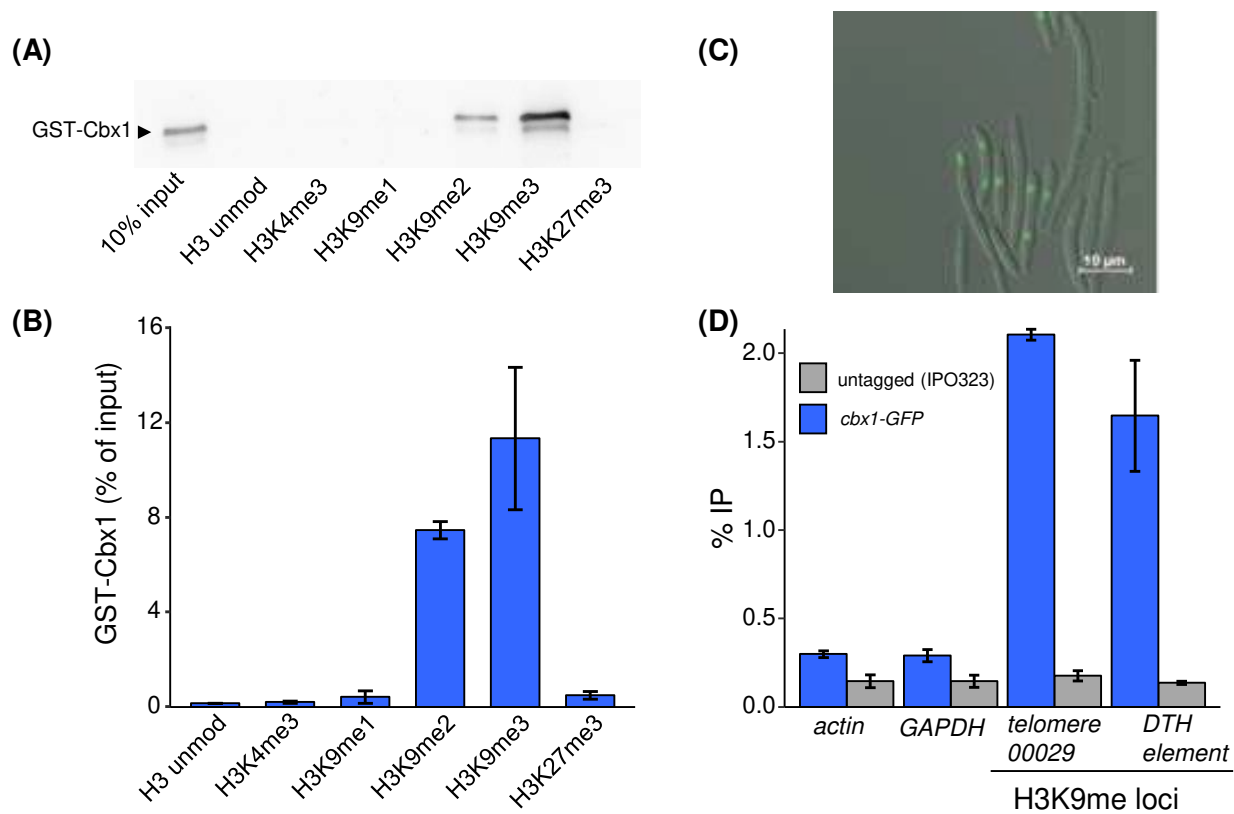 (A)
GST-Cbx1
10% input
H3 unmod
H3K4me3
H3K9me1
H3K9me2
H3K9me3
H3K27me3
(B)
GST-Cbx1 (% of input)
16
12
8
4
0
H3 unmod
H3K4me3
H3K9me1
H3K9me2
H3K9me3
H3K27me3
(C)
10 µm
(D)
% IP
2.0
1.5
1.0
0.5
0.0
untagged (IPO323)
cbx1-GFP
actin
GAPDH
telomere
00029
DTH
element
H3K9me loci